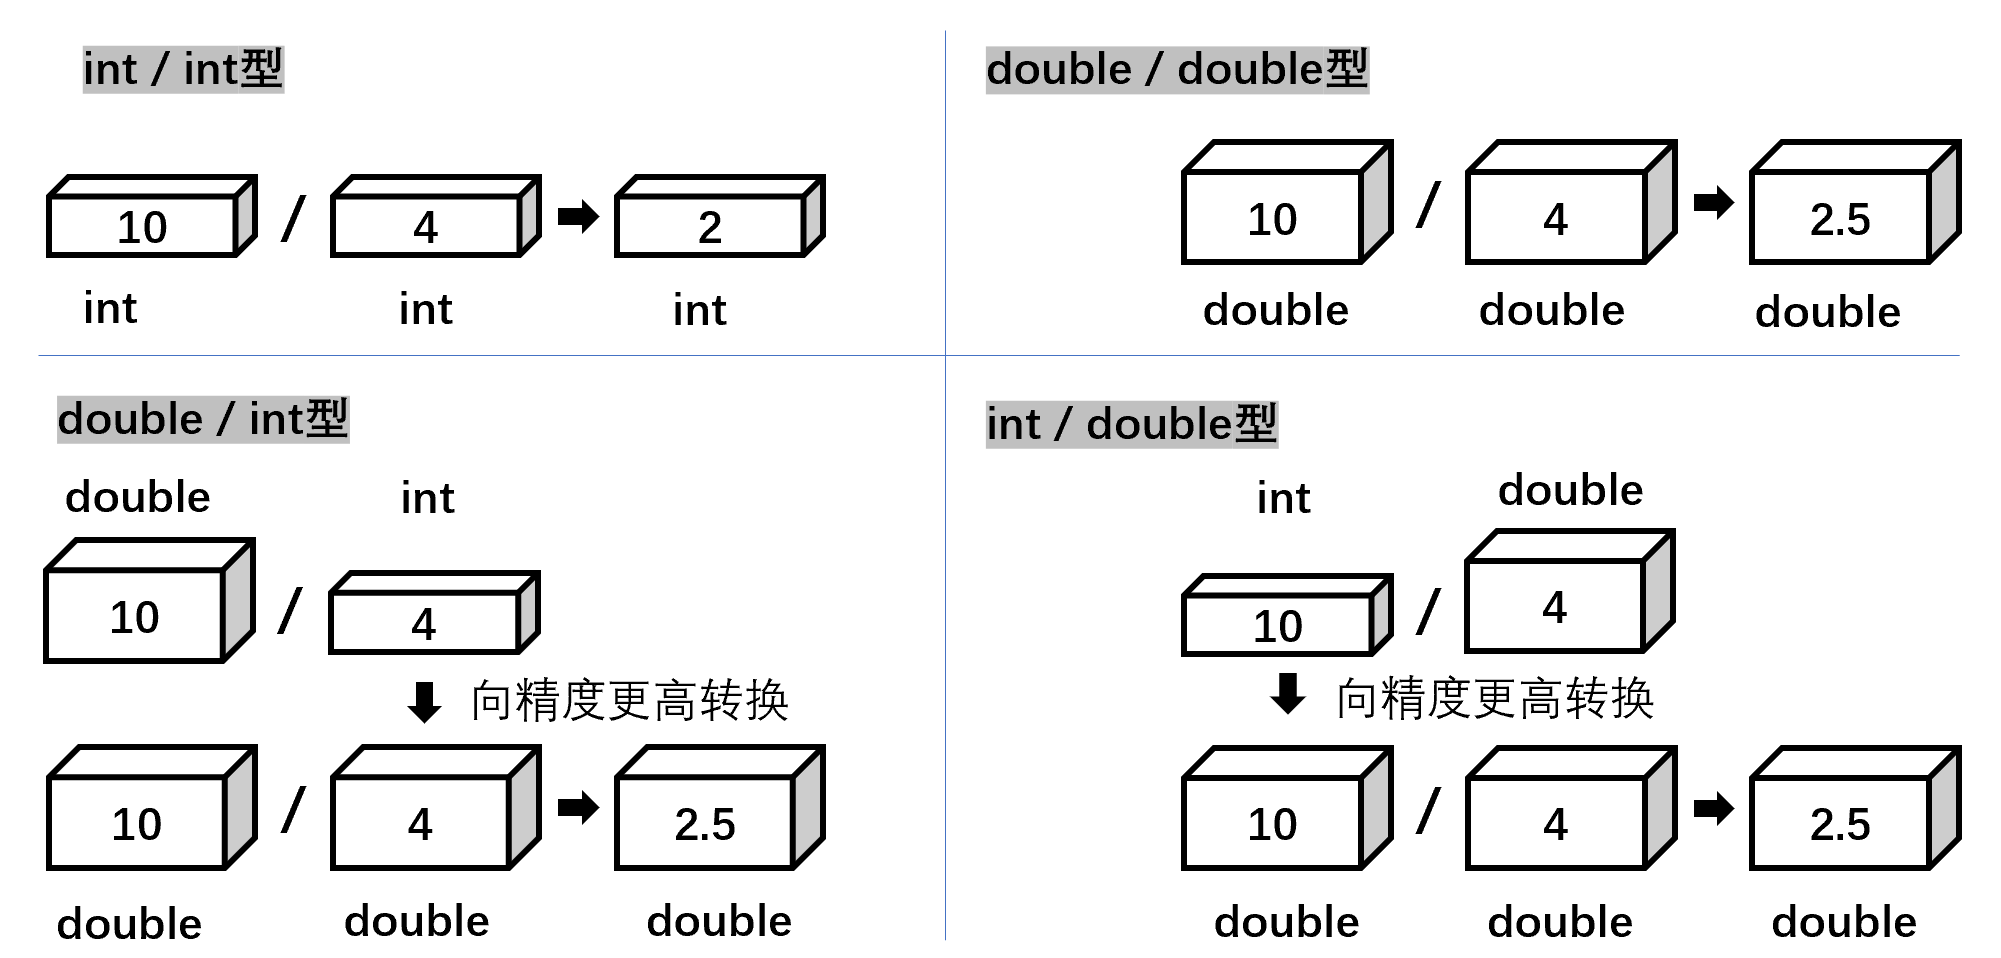 int / int型
10 / 4 2
int int int
double / double型
10 / 4 2.5
double double double
double / int型
double int
10 / 4
向精度更高转换
10 / 4 2.5
double double double
int / double型
int double
10 / 4
向精度更高转换
10 / 4 2.5
double double double